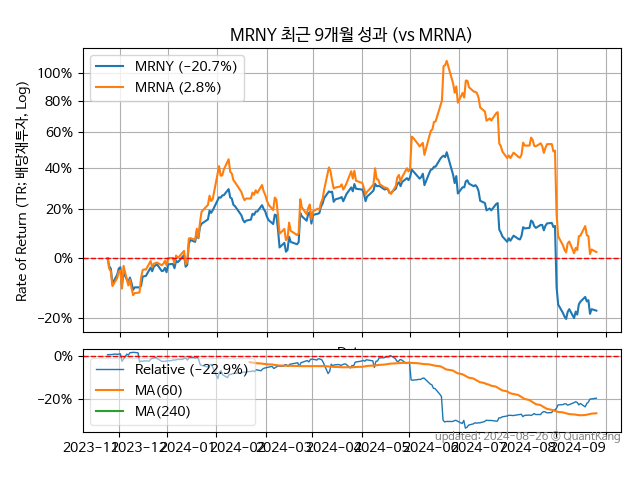 MRNY 최근 9개월 성과 (vs MRNA)
Rate of Return (TR: 배당재투자, Log)
MRNY (-20.7%)
MRNA (2.8%)
100%
80%
60%
40%
20%
0%
-20%
0%
-20%
Relative (-22.9%)
MA(60)
MA(240)
updated: 2024-08-26 @ QuantKang
2023-11
2023-12
2024-01
2024-02
2024-03
2024-04
2024-05
2024-06
2024-07
2024-08
2024-09